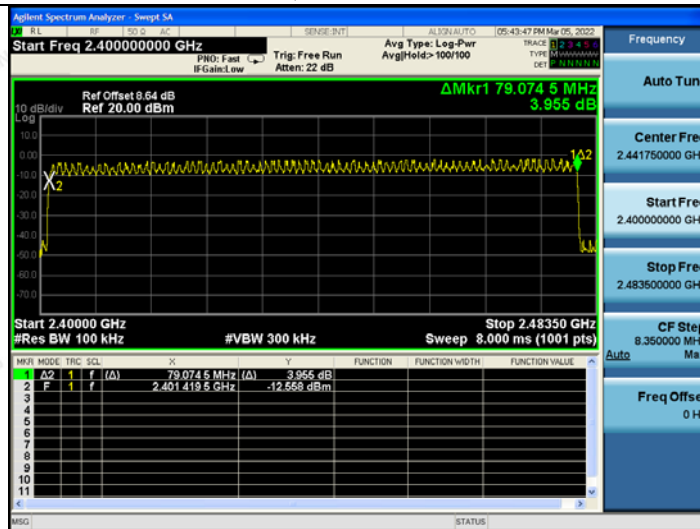 Agilent Spectrum Analyzer - Swept SA
RL RF 50 Ω AC SENSE:INT ALIGN AUTO 05:43:47 PM Mar 05, 2022
Start Freq 2.400000000 GHz
PNO: Fast
IFGain:Low
Trig: Free Run
Atten: 22 dB
Avg Type: Log-Pwr
Avg|Hold:> 100/100
TRACE 1 2 3 4 5 6
TYPE M
DET P N N N N N
ΔMkr1 79.074 5 MHz
3.955 dB
Ref Offset 8.64 dB
Ref 20.00 dBm
10 dB/div
Log
10.0
0.00
-10.0
-20.0
-30.0
-40.0
-50.0
-60.0
-70.0
2
1Δ2
Start 2.40000 GHz
Stop 2.48350 GHz
#Res BW 100 kHz
#VBW 300 kHz
Sweep 8.000 ms (1001 pts)
MKR MODE TRC SCL X Y FUNCTION FUNCTION WIDTH FUNCTION VALUE
1 Δ2 1 f (Δ) 79.074 5 MHz (Δ) 3.955 dB
2 F 1 f 2.401 419 5 GHz -12.558 dBm
3
4
5
6
7
8
9
10
11
MSG
STATUS
Frequency
Auto Tun
Center Fre
2.441750000 GH
Start Fre
2.400000000 GH
Stop Fre
2.483500000 GH
CF Step
8.350000 MH
Auto Ma
Freq Offse
0 H